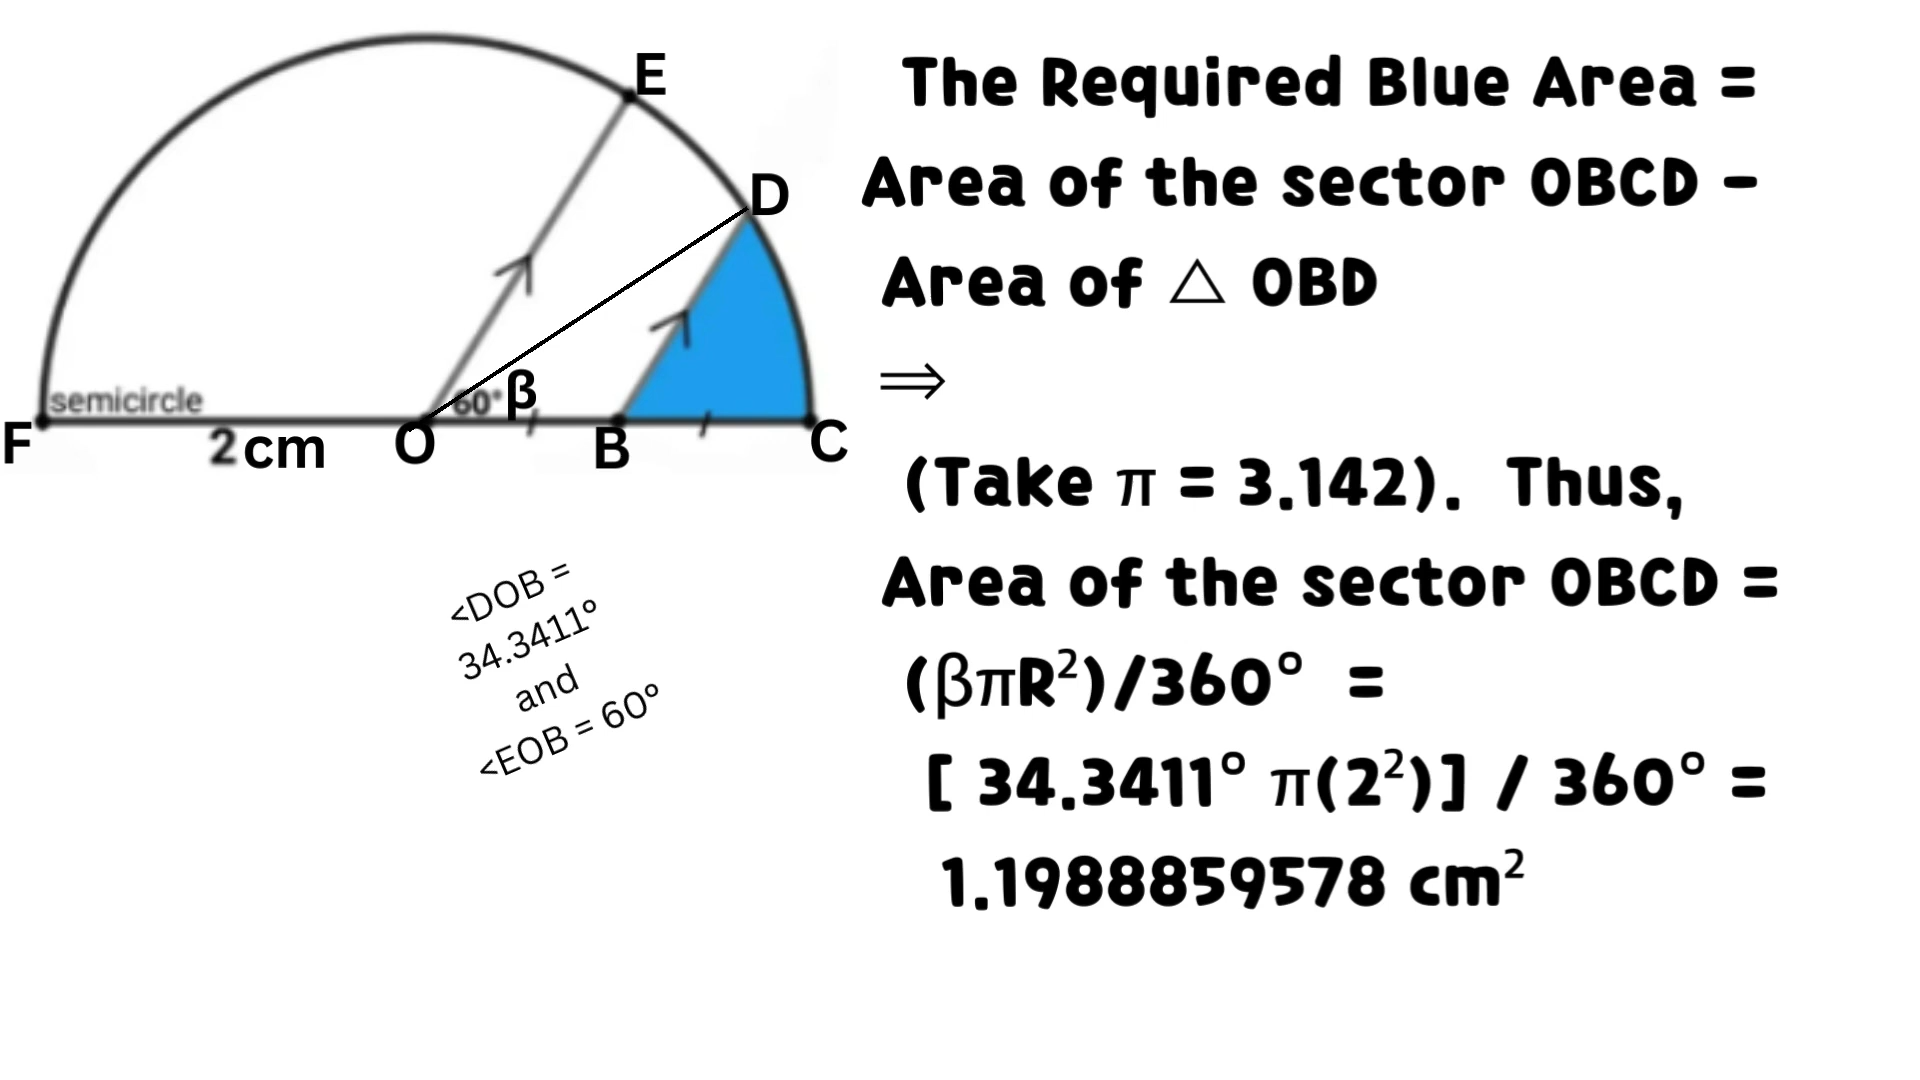 E
D
semicircle
60° β
F
2 cm
O
B
C
<DOB =
34.3411°
and
<EOB = 60°
The Required Blue Area =
Area of the sector OBCD -
Area of △ OBD
⇒
(Take π = 3.142). Thus,
Area of the sector OBCD =
(βπR²)/360° =
[ 34.3411° π(2²)] / 360° =
1.1988859578 cm²